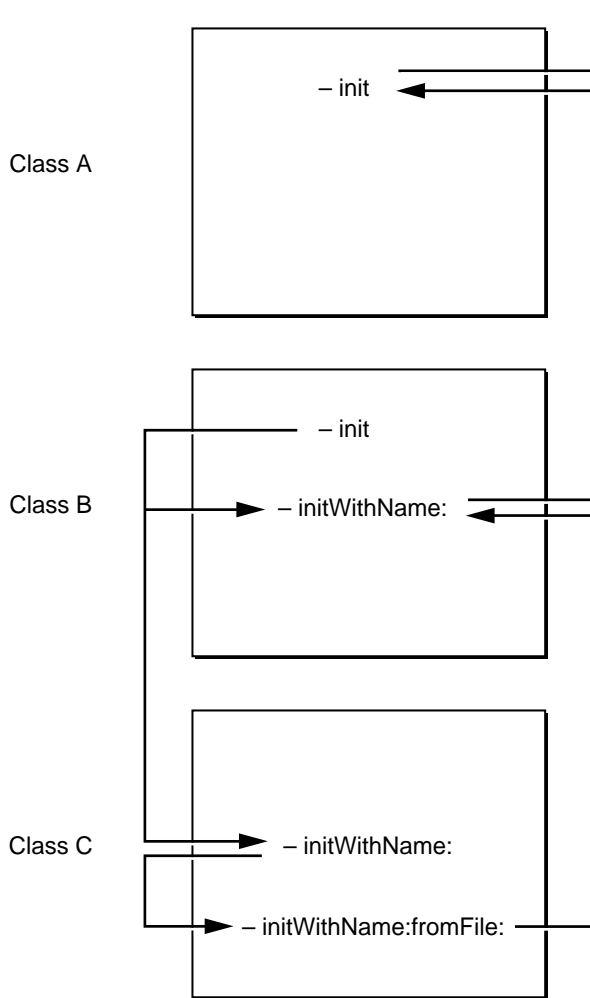 – init
Class A
– init
Class B
– initWithName:
Class C
– initWithName:
– initWithName:fromFile: